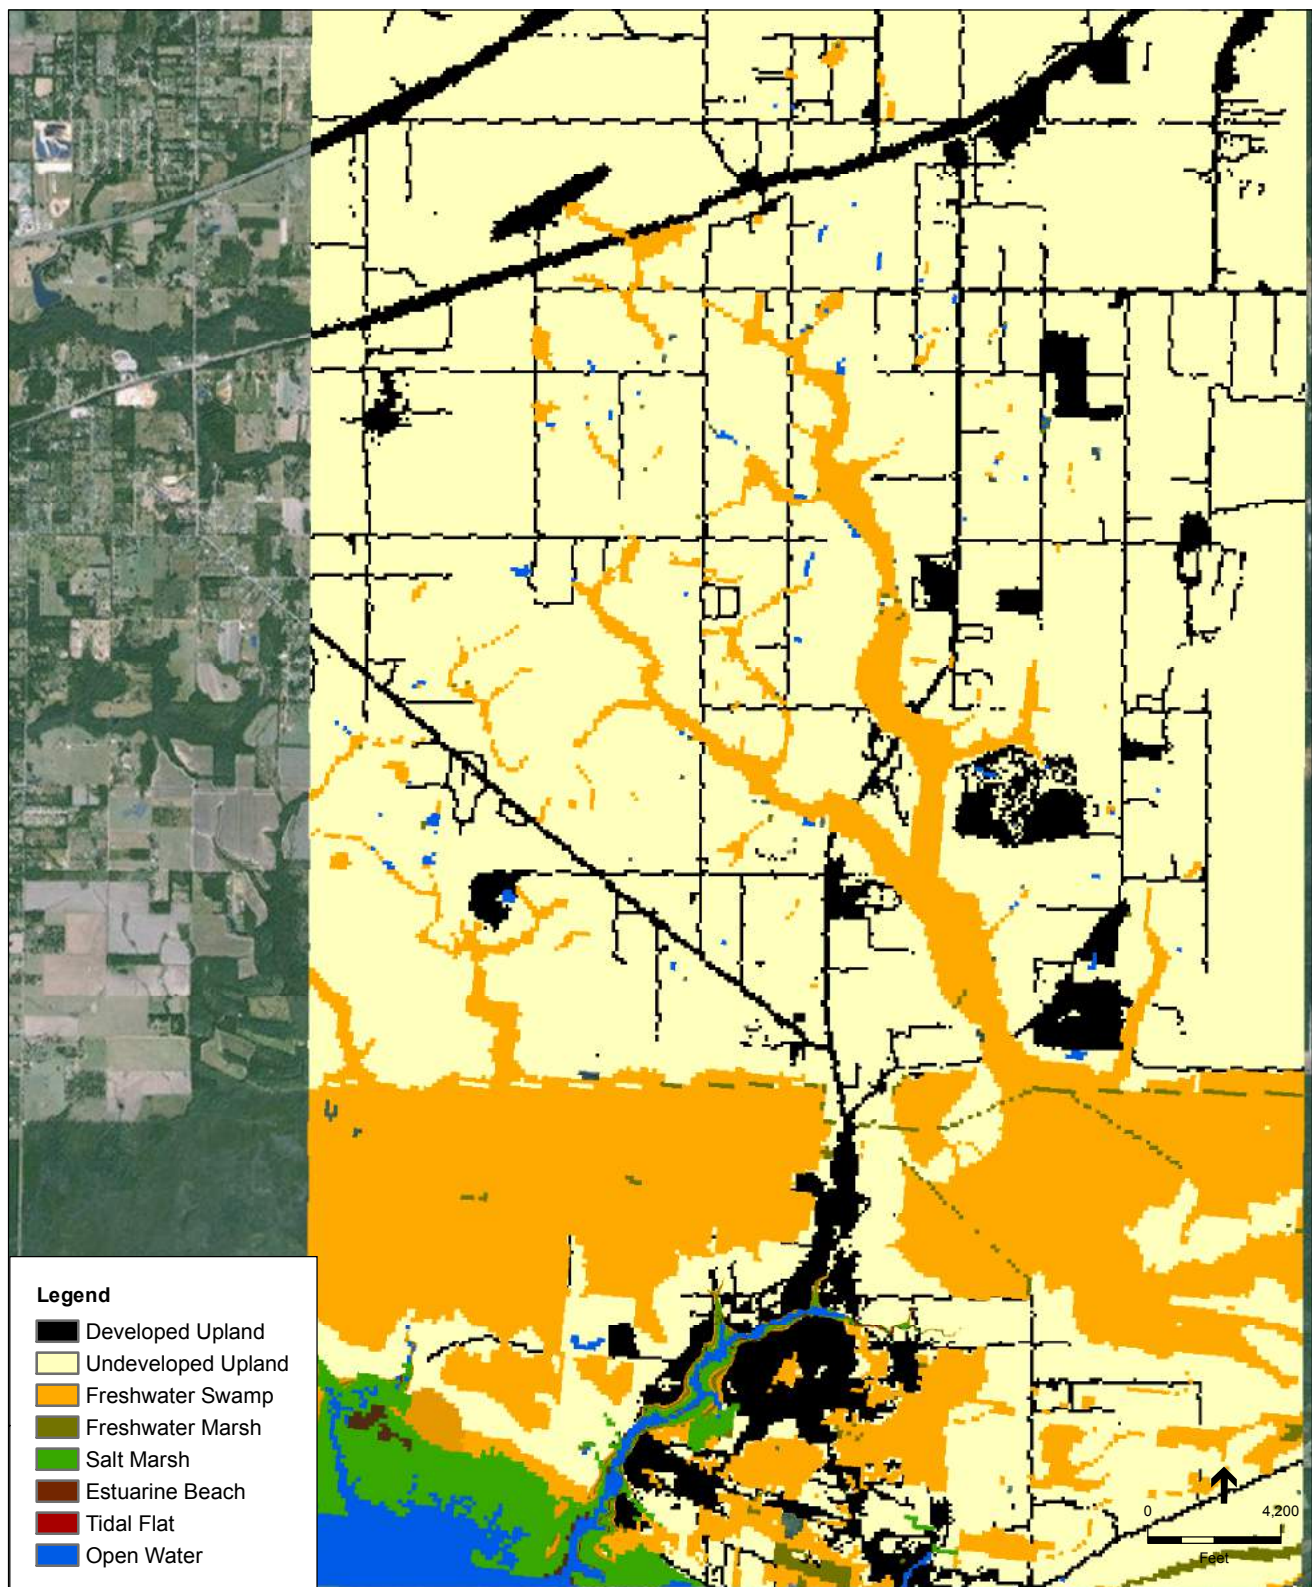 Legend
Developed Upland
Undeveloped Upland
Freshwater Swamp
Freshwater Marsh
Salt Marsh
Estuarine Beach
Tidal Flat
Open Water
0 4,200
Feet